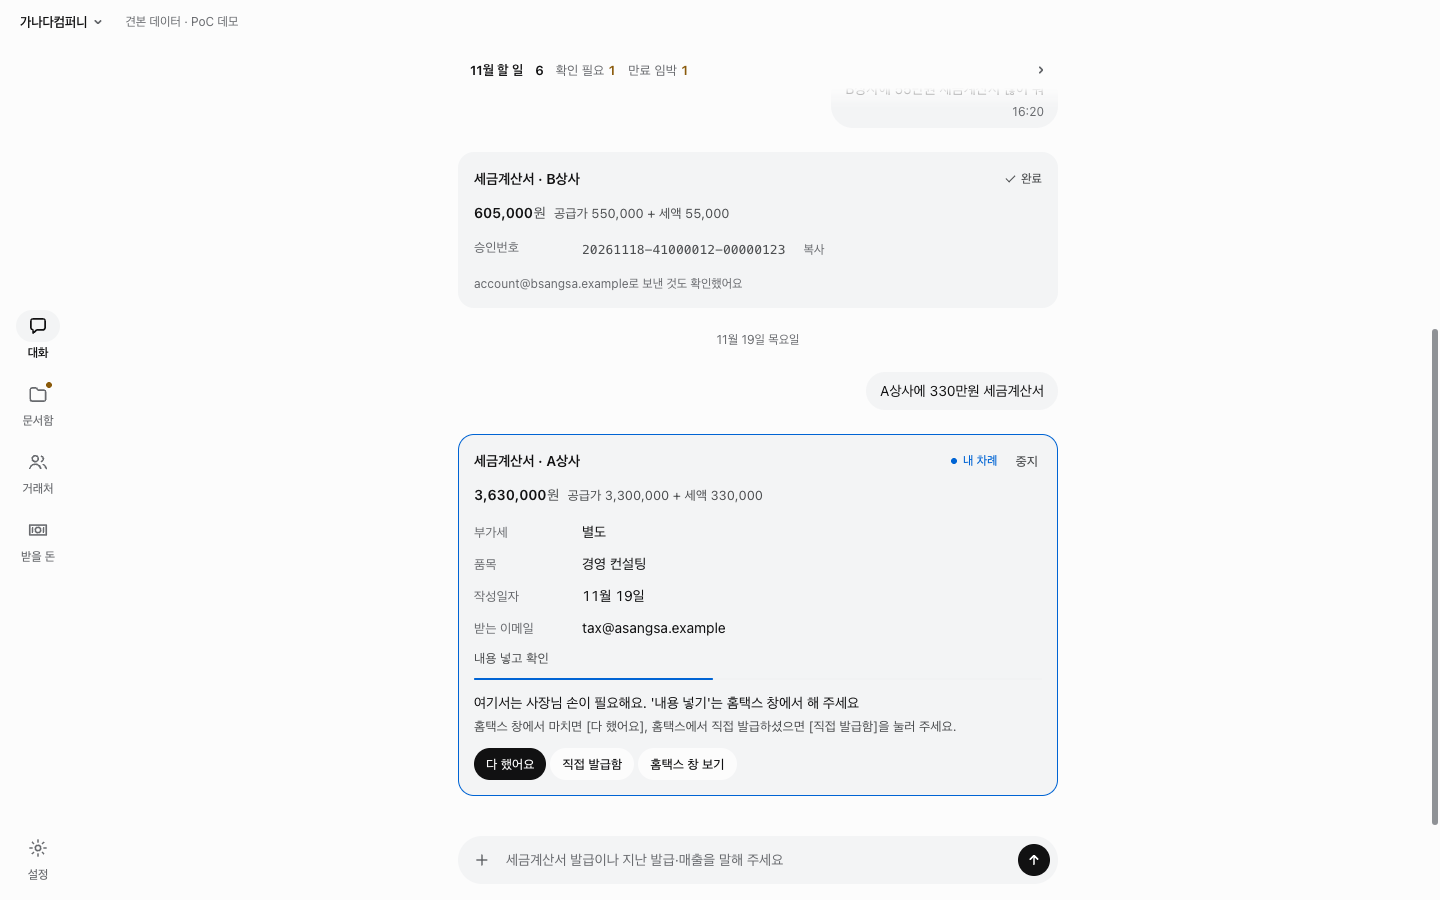 가나다컴퍼니
견본 데이터 · PoC 데모
11월 할 일 6 확인 필요 1 만료 임박 1
16:20
세금계산서 · B상사
완료
605,000원 공급가 550,000 + 세액 55,000
승인번호 20261118-41000012-00000123 복사
account@bsangsa.example로 보낸 것도 확인했어요
11월 19일 목요일
A상사에 330만원 세금계산서
세금계산서 · A상사
내 차례
중지
3,630,000원 공급가 3,300,000 + 세액 330,000
부가세 별도
품목 경영 컨설팅
작성일자 11월 19일
받는 이메일 tax@asangsa.example
내용 넣고 확인
여기서는 사장님 손이 필요해요. '내용 넣기'는 홈택스 창에서 해 주세요
홈택스 창에서 마치면 [다 했어요], 홈택스에서 직접 발급하셨으면 [직접 발급함]을 눌러 주세요.
다 했어요 직접 발급함 홈택스 창 보기
세금계산서 발급이나 지난 발급·매출을 말해 주세요
대화
문서함
거래처
받을 돈
설정